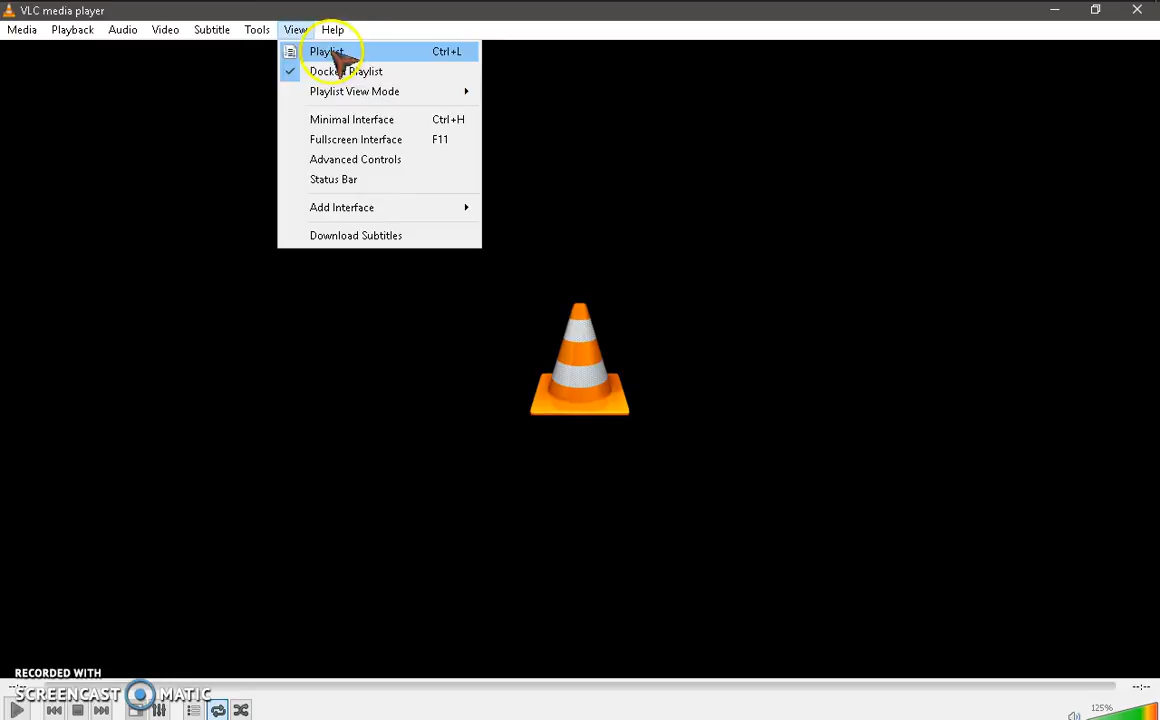 VLC media player
Media Playback Audio Video Subtitle Tools View Help
Playlist Ctrl+L
Docked Playlist
Playlist View Mode
Minimal Interface Ctrl+H
Fullscreen Interface F11
Advanced Controls
Status Bar
Add Interface
Download Subtitles
RECORDED WITH
SCREENCAST MATIC
--:--
125%